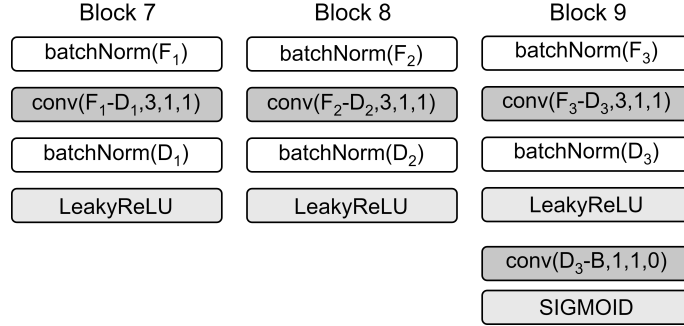 Block 7
Block 8
Block 9
batchNorm(F₁)
batchNorm(F₂)
batchNorm(F₃)
conv(F₁-D₁,3,1,1)
conv(F₂-D₂,3,1,1)
conv(F₃-D₃,3,1,1)
batchNorm(D₁)
batchNorm(D₂)
batchNorm(D₃)
LeakyReLU
LeakyReLU
LeakyReLU
conv(D₃-B,1,1,0)
SIGMOID